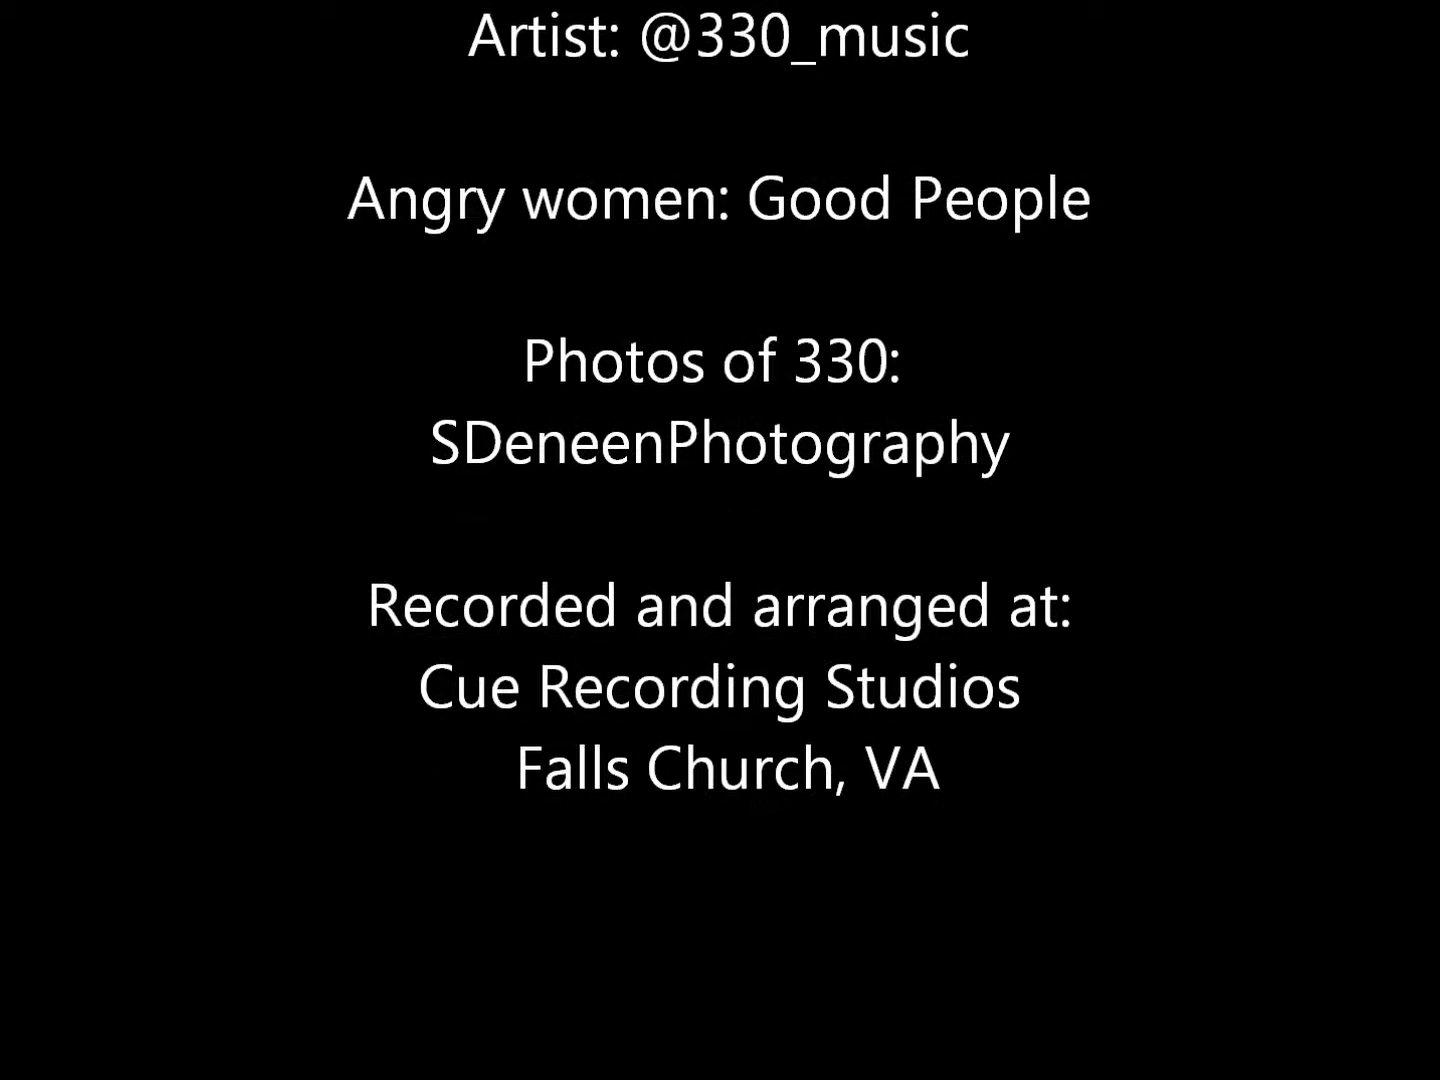 Artist: @330_music
Angry women: Good People
Photos of 330:
SDeneenPhotography
Recorded and arranged at:
Cue Recording Studios
Falls Church, VA